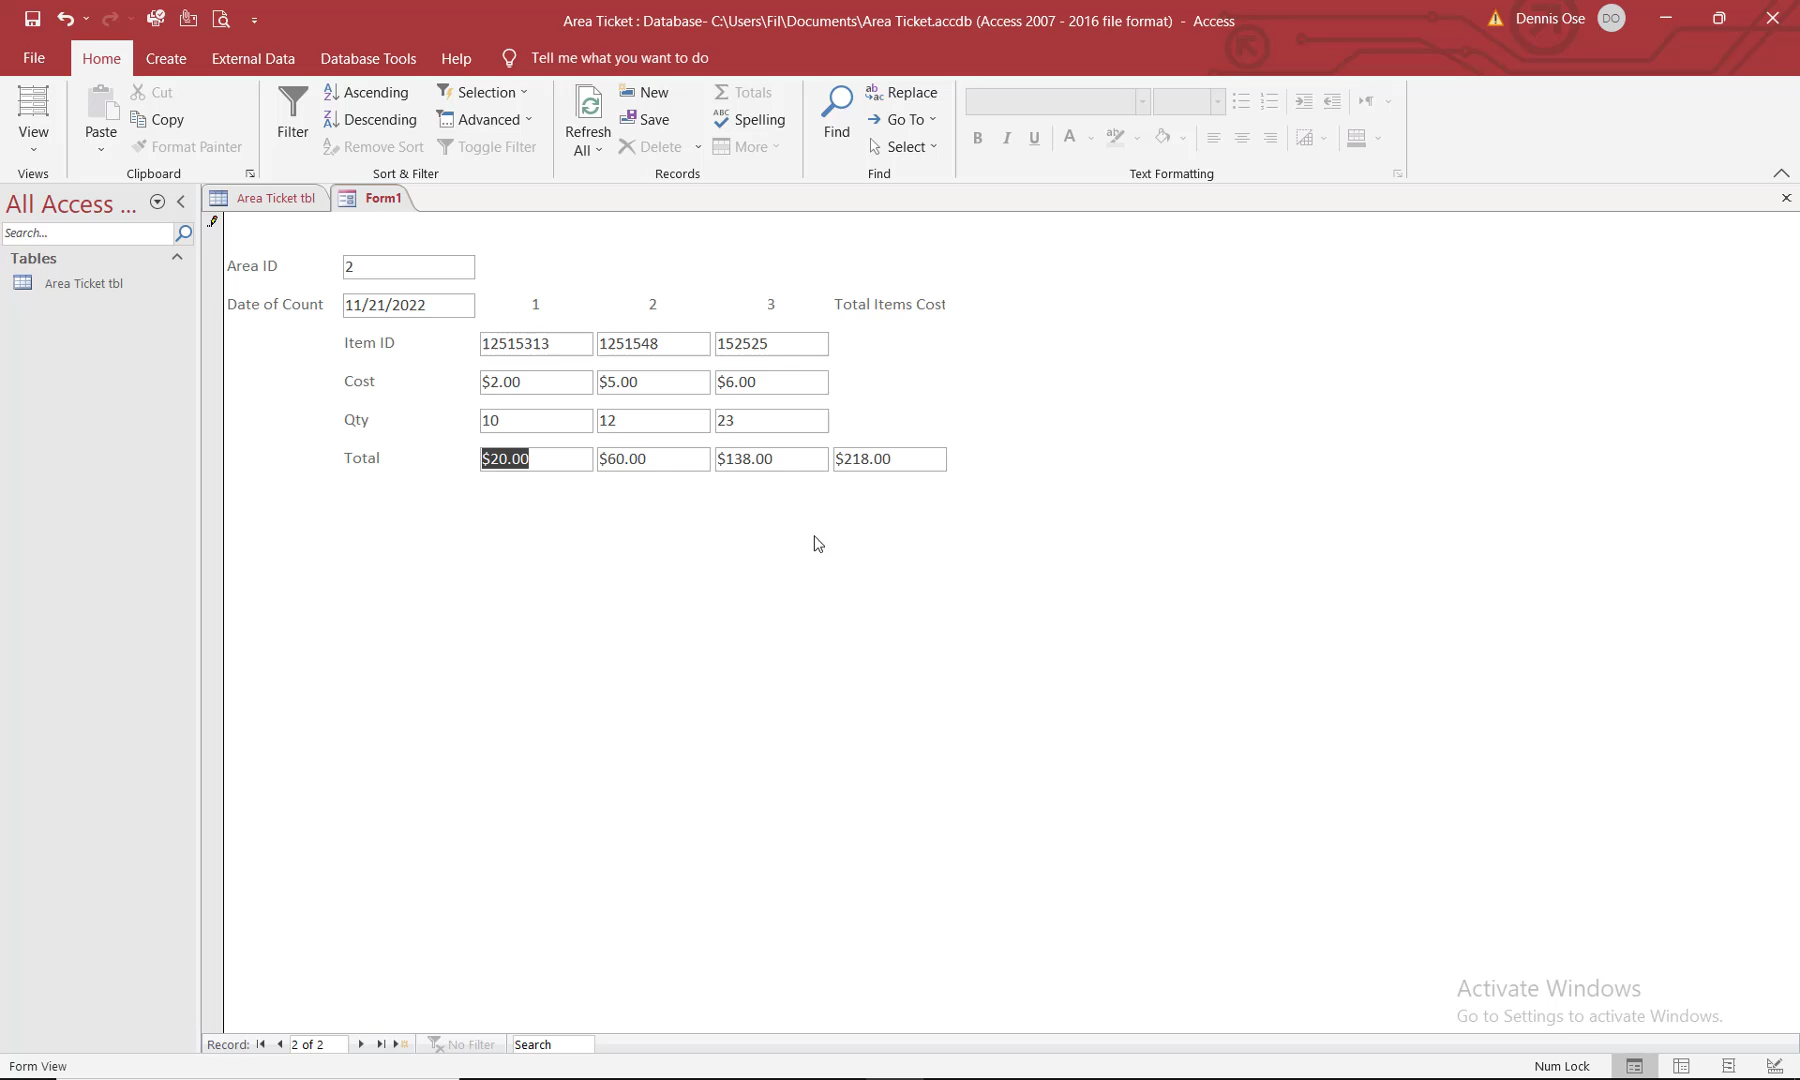 Area Ticket : Database- C:\Users\Fil\Documents\Area Ticket.accdb (Access 2007 - 2016 file format) - Access
Dennis Ose DO
File Home Create External Data Database Tools Help Tell me what you want to do
View
Views
Paste
Cut
Copy
Format Painter
Clipboard
Filter
Ascending
Descending
Remove Sort
Selection
Advanced
Toggle Filter
Sort & Filter
Refresh
All
New
Save
Delete
Totals
Spelling
More
Records
Find
Replace
Go To
Select
Find
B I U A
Text Formatting
All Access ...
Search...
Tables
Area Ticket tbl
Area Ticket tbl Form1
Area ID 2
Date of Count 11/21/2022 1 2 3 Total Items Cost
Item ID 12515313 1251548 152525
Cost $2.00 $5.00 $6.00
Qty 10 12 23
Total $20.00 $60.00 $138.00 $218.00
Activate Windows
Go to Settings to activate Windows.
Record: 2 of 2 No Filter Search
Form View Num Lock